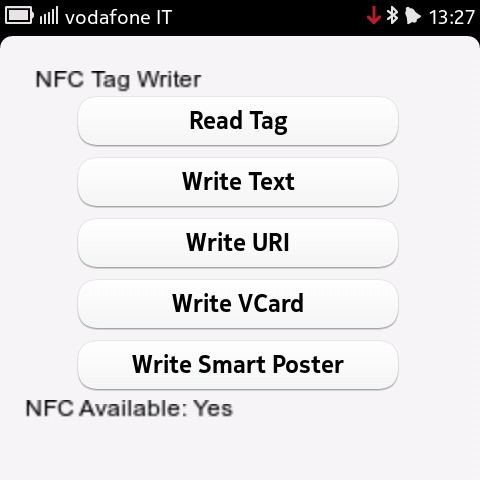 vodafone IT 13:27
NFC Tag Writer
Read Tag
Write Text
Write URI
Write VCard
Write Smart Poster
NFC Available: Yes